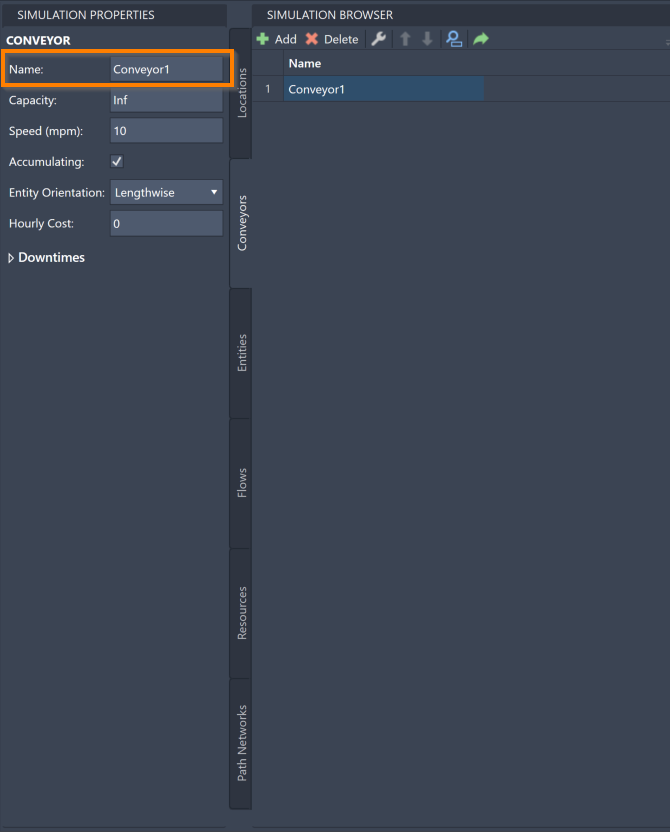 SIMULATION PROPERTIES
CONVEYOR
Name: Conveyor1
Capacity: Inf
Speed (mpm): 10
Accumulating:
Entity Orientation: Lengthwise
Hourly Cost: 0
Downtimes
Locations
Conveyors
Entities
Flows
Resources
Path Networks
SIMULATION BROWSER
Add Delete
Name
1 Conveyor1